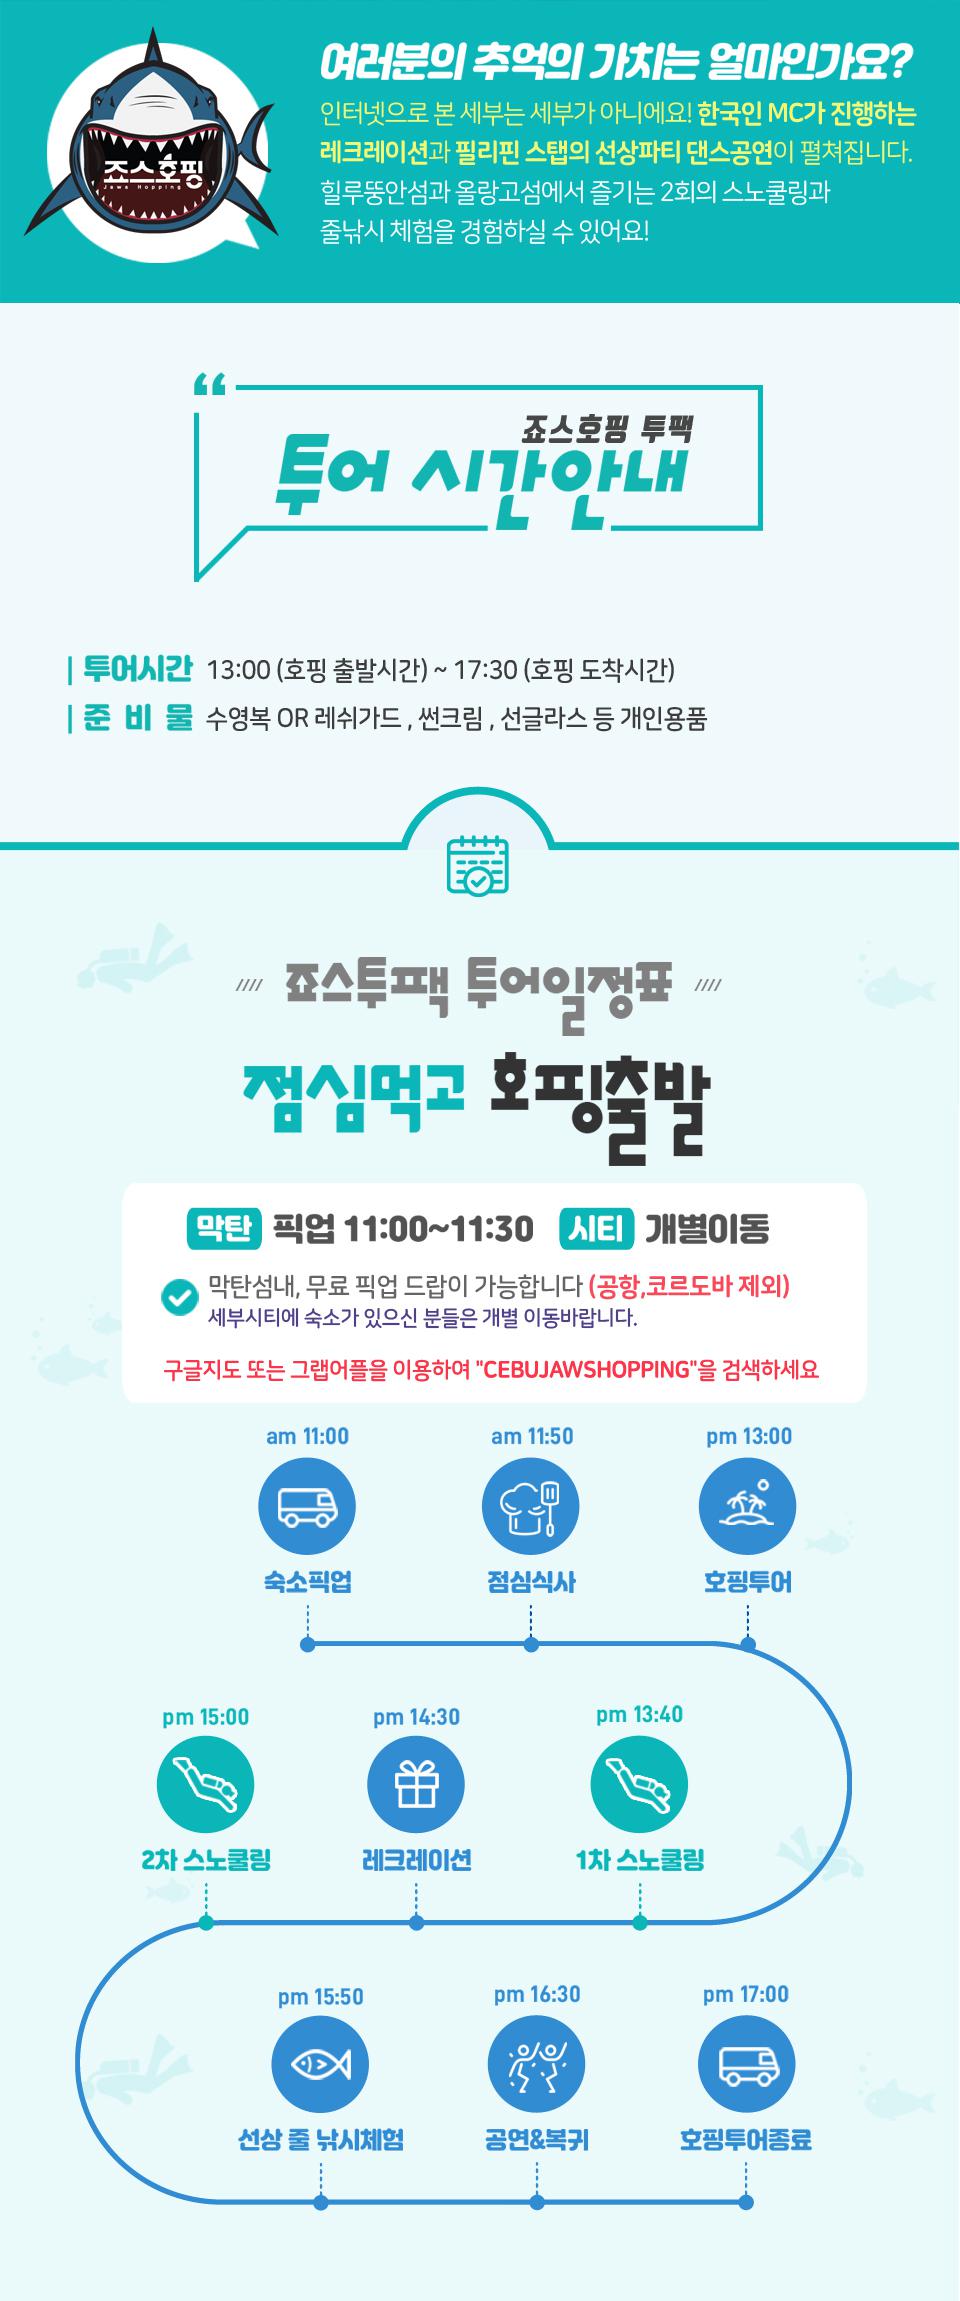 죠스호핑
Jaws Hopping
여러분의 추억의 가치는 얼마인가요?
인터넷으로 본 세부는 세부가 아니에요! 한국인 MC가 진행하는
레크레이션과 필리핀 스탭의 선상파티 댄스공연이 펼쳐집니다.
힐루뚱안섬과 올랑고섬에서 즐기는 2회의 스노쿨링과
줄낚시 체험을 경험하실 수 있어요!
죠스호핑 투팩
투어 시간안내
투어시간 13:00 (호핑 출발시간) ~ 17:30 (호핑 도착시간)
준 비 물 수영복 OR 레쉬가드 , 썬크림 , 선글라스 등 개인용품
죠스투팩 투어일정표
점심먹고 호핑출발
막탄 픽업 11:00~11:30 시티 개별이동
막탄섬내, 무료 픽업 드랍이 가능합니다 (공항,코르도바 제외)
세부시티에 숙소가 있으신 분들은 개별 이동바랍니다.
구글지도 또는 그랩어플을 이용하여 "CEBUJAWSHOPPING"을 검색하세요
am 11:00 am 11:50 pm 13:00
숙소픽업 점심식사 호핑투어
pm 15:00 pm 14:30 pm 13:40
2차 스노쿨링 레크레이션 1차 스노쿨링
pm 15:50 pm 16:30 pm 17:00
선상 줄 낚시체험 공연&복귀 호핑투어종료